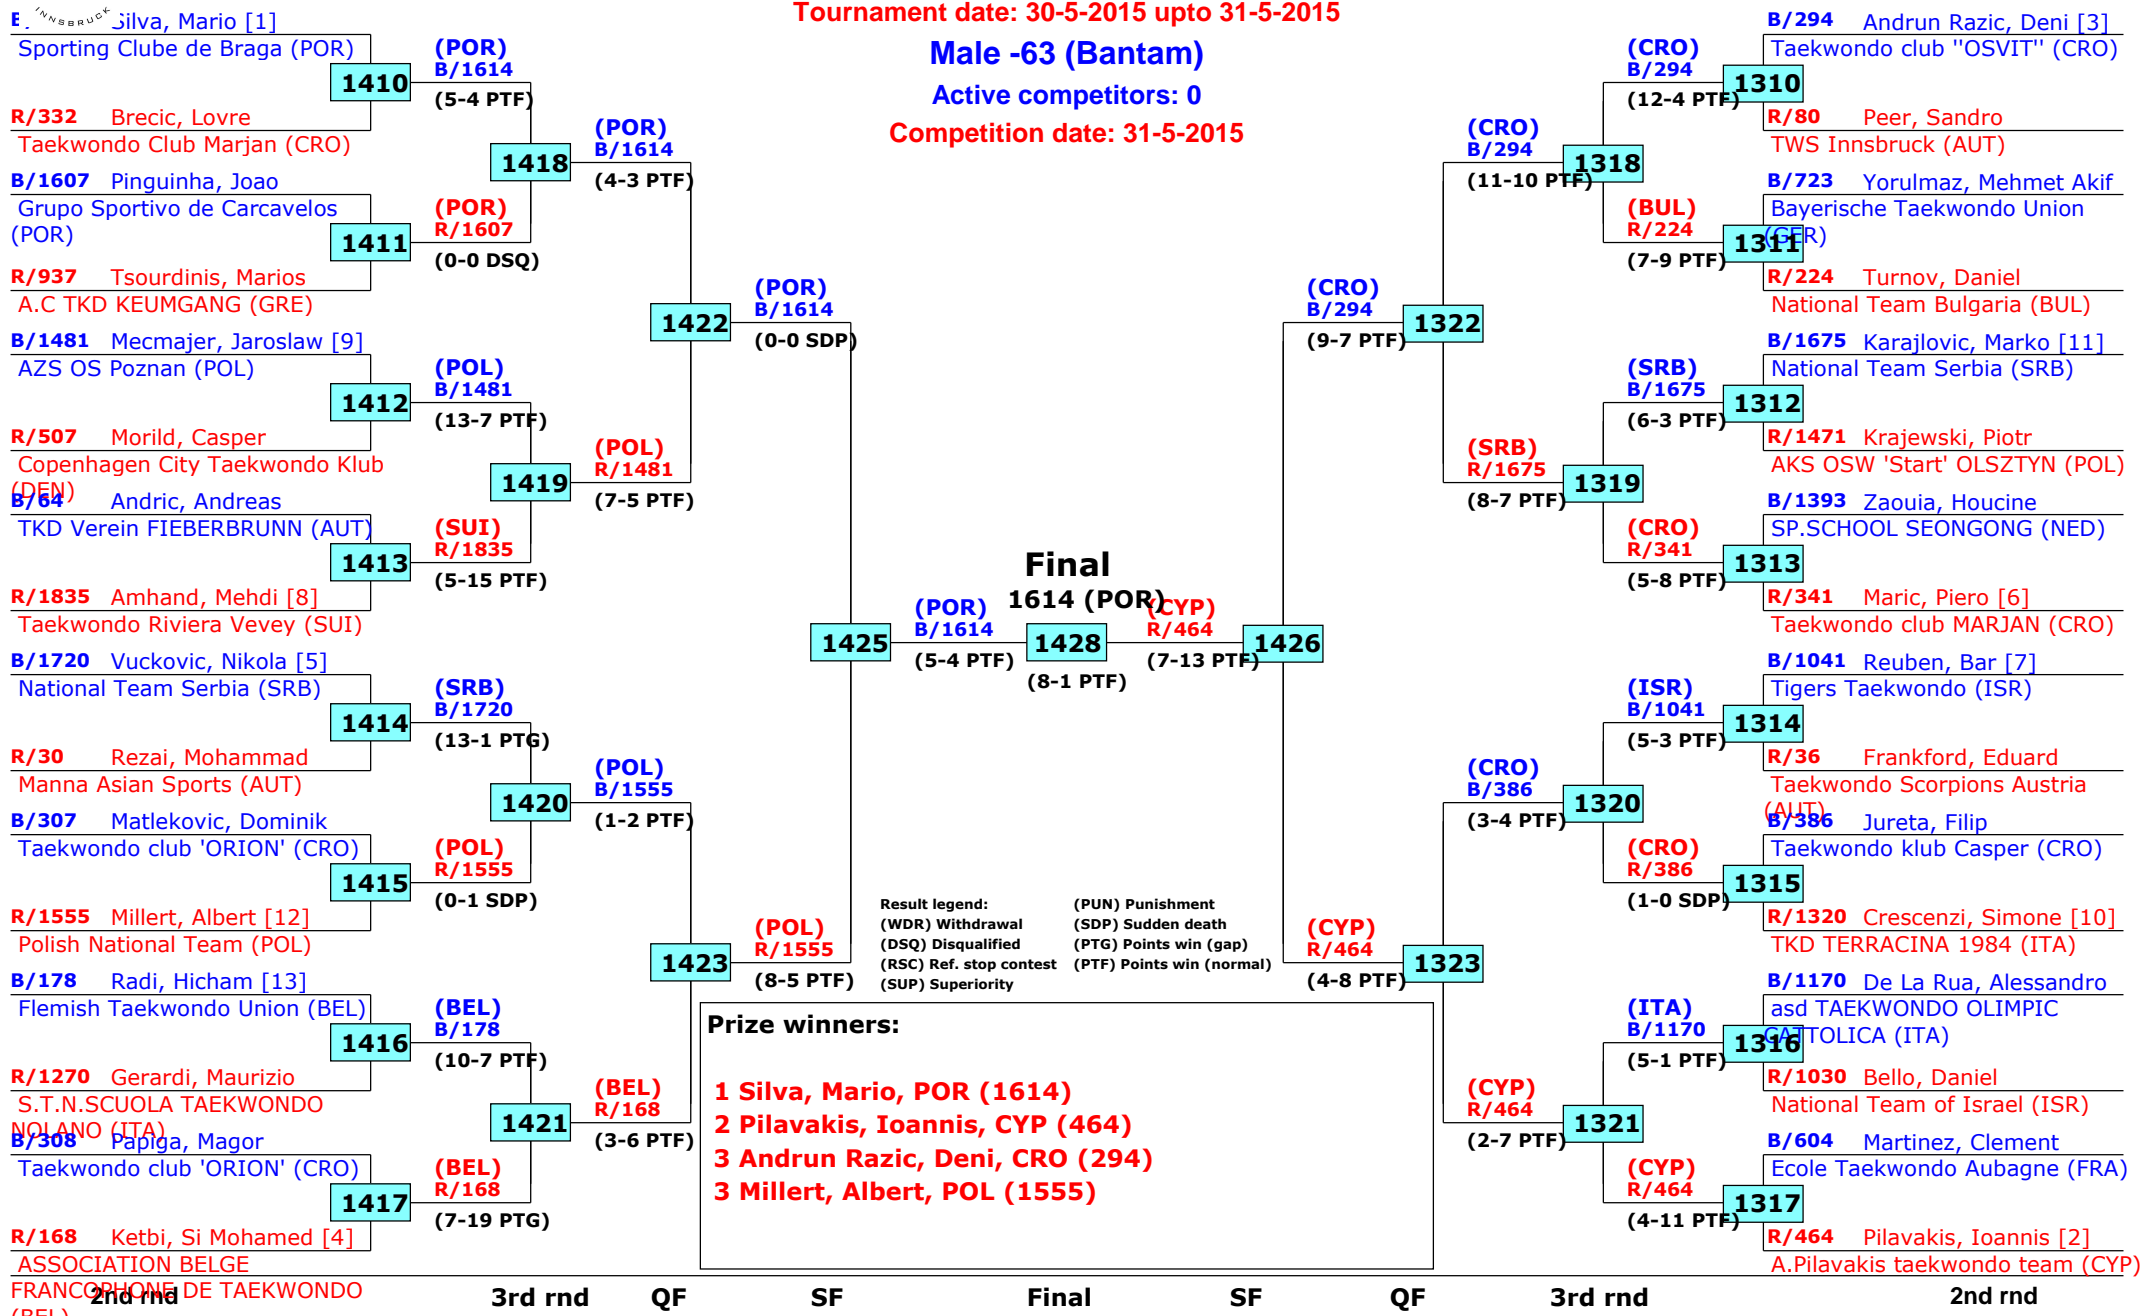 INNSBRUCK
Tournament date: 30-5-2015 upto 31-5-2015
Male -63 (Bantam)
Active competitors: 0
Competition date: 31-5-2015
Silva, Mario [1]
Sporting Clube de Braga (POR)
1410
R/332 Brecic, Lovre
Taekwondo Club Marjan (CRO)
B/1607 Pinguinha, Joao
Grupo Sportivo de Carcavelos
(POR)
1411
R/937 Tsourdinis, Marios
A.C TKD KEUMGANG (GRE)
B/1481 Mecmajer, Jaroslaw [9]
AZS OS Poznan (POL)
1412
R/507 Morild, Casper
Copenhagen City Taekwondo Klub
(DEN)
B/64 Andric, Andreas
TKD Verein FIEBERBRUNN (AUT)
1413
R/1835 Amhand, Mehdi [8]
Taekwondo Riviera Vevey (SUI)
B/1720 Vuckovic, Nikola [5]
National Team Serbia (SRB)
1414
R/30 Rezai, Mohammad
Manna Asian Sports (AUT)
B/307 Matlekovic, Dominik
Taekwondo club 'ORION' (CRO)
1415
R/1555 Millert, Albert [12]
Polish National Team (POL)
B/178 Radi, Hicham [13]
Flemish Taekwondo Union (BEL)
1416
R/1270 Gerardi, Maurizio
S.T.N.SCUOLA TAEKWONDO
NOLANO (ITA)
B/308 Papiga, Magor
Taekwondo club 'ORION' (CRO)
1417
R/168 Ketbi, Si Mohamed [4]
ASSOCIATION BELGE
FRANCOPHONE DE TAEKWONDO
(BEL)
(POR)
B/1614
(5-4 PTF)
1418
(POR)
R/1607
(0-0 DSQ)
(POL)
B/1481
(13-7 PTF)
1419
(SUI)
R/1835
(5-15 PTF)
(SRB)
B/1720
(13-1 PTG)
1420
(POL)
R/1555
(0-1 SDP)
(BEL)
B/178
(10-7 PTF)
1421
(BEL)
R/168
(7-19 PTG)
(POR)
B/1614
(4-3 PTF)
1422
(POL)
R/1481
(7-5 PTF)
(POL)
B/1555
(1-2 PTF)
1423
(BEL)
R/168
(3-6 PTF)
(POR)
B/1614
(0-0 SDP)
1425
(POL)
R/1555
(8-5 PTF)
(POR)
B/1614
(5-4 PTF)
Final
1614 (POR)
1428
(8-1 PTF)
(CYP)
R/464
(7-13 PTF)
1426
(CRO)
B/294
(9-7 PTF)
1322
(CYP)
R/464
(4-8 PTF)
1323
(CRO)
B/294
(11-10 PTF)
1318
(SRB)
R/1675
(8-7 PTF)
1319
(CRO)
B/386
(3-4 PTF)
1320
(CYP)
R/464
(2-7 PTF)
1321
(CRO)
B/294
(12-4 PTF)
(BUL)
R/224
(7-9 PTF)
(SRB)
B/1675
(6-3 PTF)
(CRO)
R/341
(5-8 PTF)
(ISR)
B/1041
(5-3 PTF)
(CRO)
R/386
(1-0 SDP)
(ITA)
B/1170
(5-1 PTF)
(CYP)
R/464
(4-11 PTF)
B/294 Andrun Razic, Deni [3]
Taekwondo club "OSVIT" (CRO)
1310
R/80 Peer, Sandro
TWS Innsbruck (AUT)
B/723 Yorulmaz, Mehmet Akif
Bayerische Taekwondo Union
(GER)
1311
R/224 Turnov, Daniel
National Team Bulgaria (BUL)
B/1675 Karajlovic, Marko [11]
National Team Serbia (SRB)
1312
R/1471 Krajewski, Piotr
AKS OSW 'Start' OLSZTYN (POL)
B/1393 Zaouia, Houcine
SP.SCHOOL SEONGONG (NED)
1313
R/341 Maric, Piero [6]
Taekwondo club MARJAN (CRO)
B/1041 Reuben, Bar [7]
Tigers Taekwondo (ISR)
1314
R/36 Frankford, Eduard
Taekwondo Scorpions Austria
(AUT)
B/386 Jureta, Filip
Taekwondo klub Casper (CRO)
1315
R/1320 Crescenzi, Simone [10]
TKD TERRACINA 1984 (ITA)
B/1170 De La Rua, Alessandro
asd TAEKWONDO OLIMPIC
CATTOLICA (ITA)
1316
R/1030 Bello, Daniel
National Team of Israel (ISR)
B/604 Martinez, Clement
Ecole Taekwondo Aubagne (FRA)
1317
R/464 Pilavakis, Ioannis [2]
A.Pilavakis taekwondo team (CYP)
Result legend:
(WDR) Withdrawal
(DSQ) Disqualified
(RSC) Ref. stop contest
(SUP) Superiority
(PUN) Punishment
(SDP) Sudden death
(PTG) Points win (gap)
(PTF) Points win (normal)
Prize winners:
1 Silva, Mario, POR (1614)
2 Pilavakis, Ioannis, CYP (464)
3 Andrun Razic, Deni, CRO (294)
3 Millert, Albert, POL (1555)
2nd rnd 3rd rnd QF SF Final SF QF 3rd rnd 2nd rnd